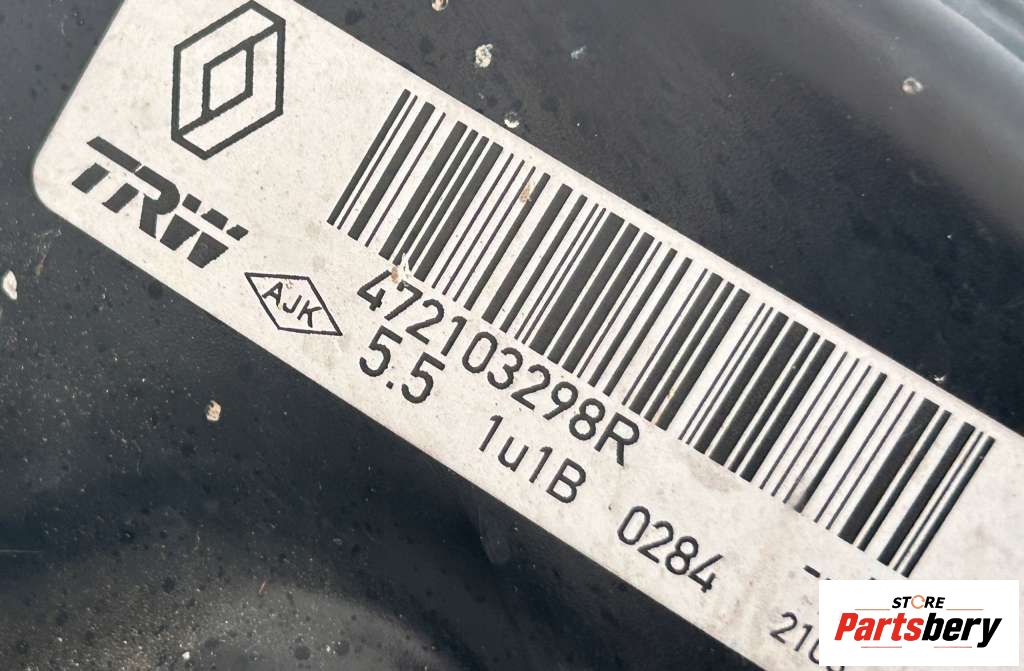 TRW
AJK
472103298R
5.5
1u1B 0284
STORE
Partsbery